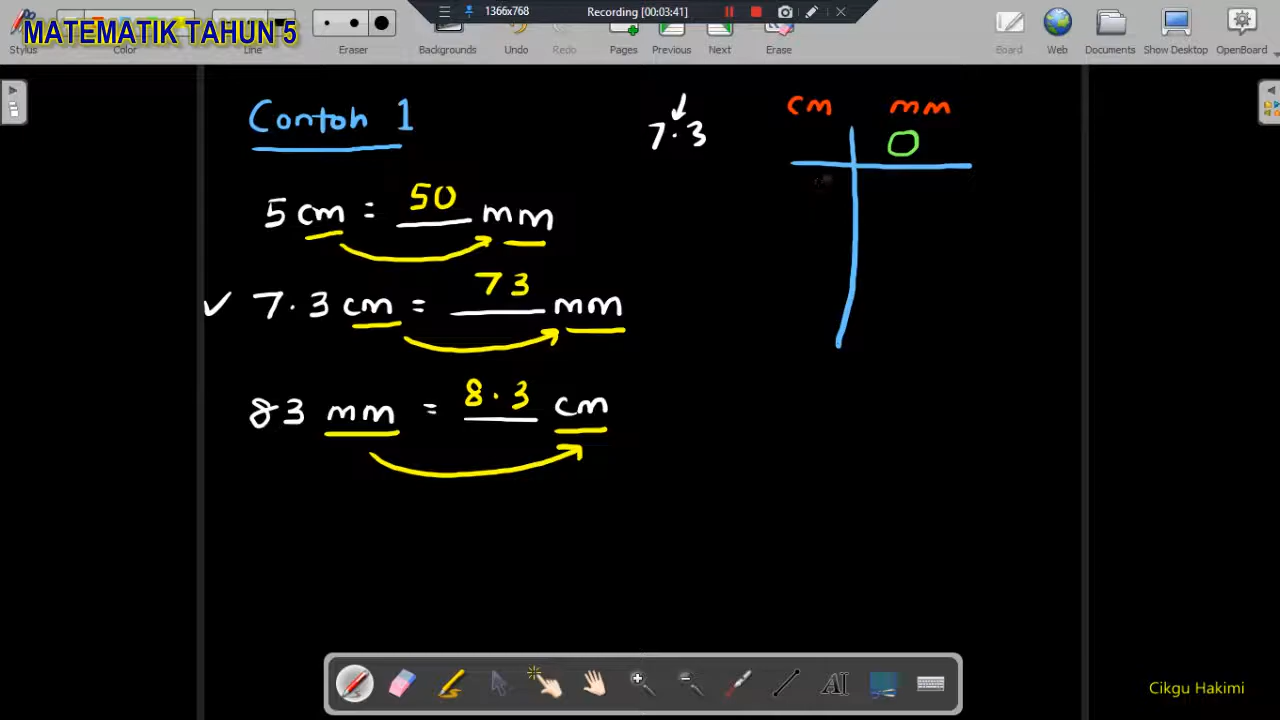 1366x768
Recording [00:03:41]
MATEMATIK TAHUN 5
Stylus
Color
Line
Eraser
Backgrounds
Undo
Redo
Pages
Previous
Next
Erase
Board
Web
Documents
Show Desktop
OpenBoard
Contoh 1
7.3
cm mm
0
5 cm = 50 mm
✓ 7.3 cm = 73 mm
83 mm = 8.3 cm
AI
Cikgu Hakimi